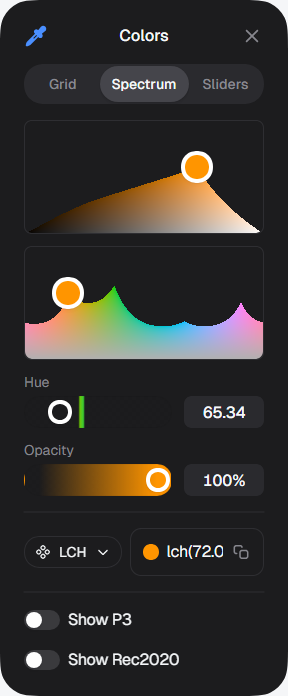 Colors
Grid Spectrum Sliders
Hue
65.34
Opacity
100%
LCH lch(72.0
Show P3
Show Rec2020